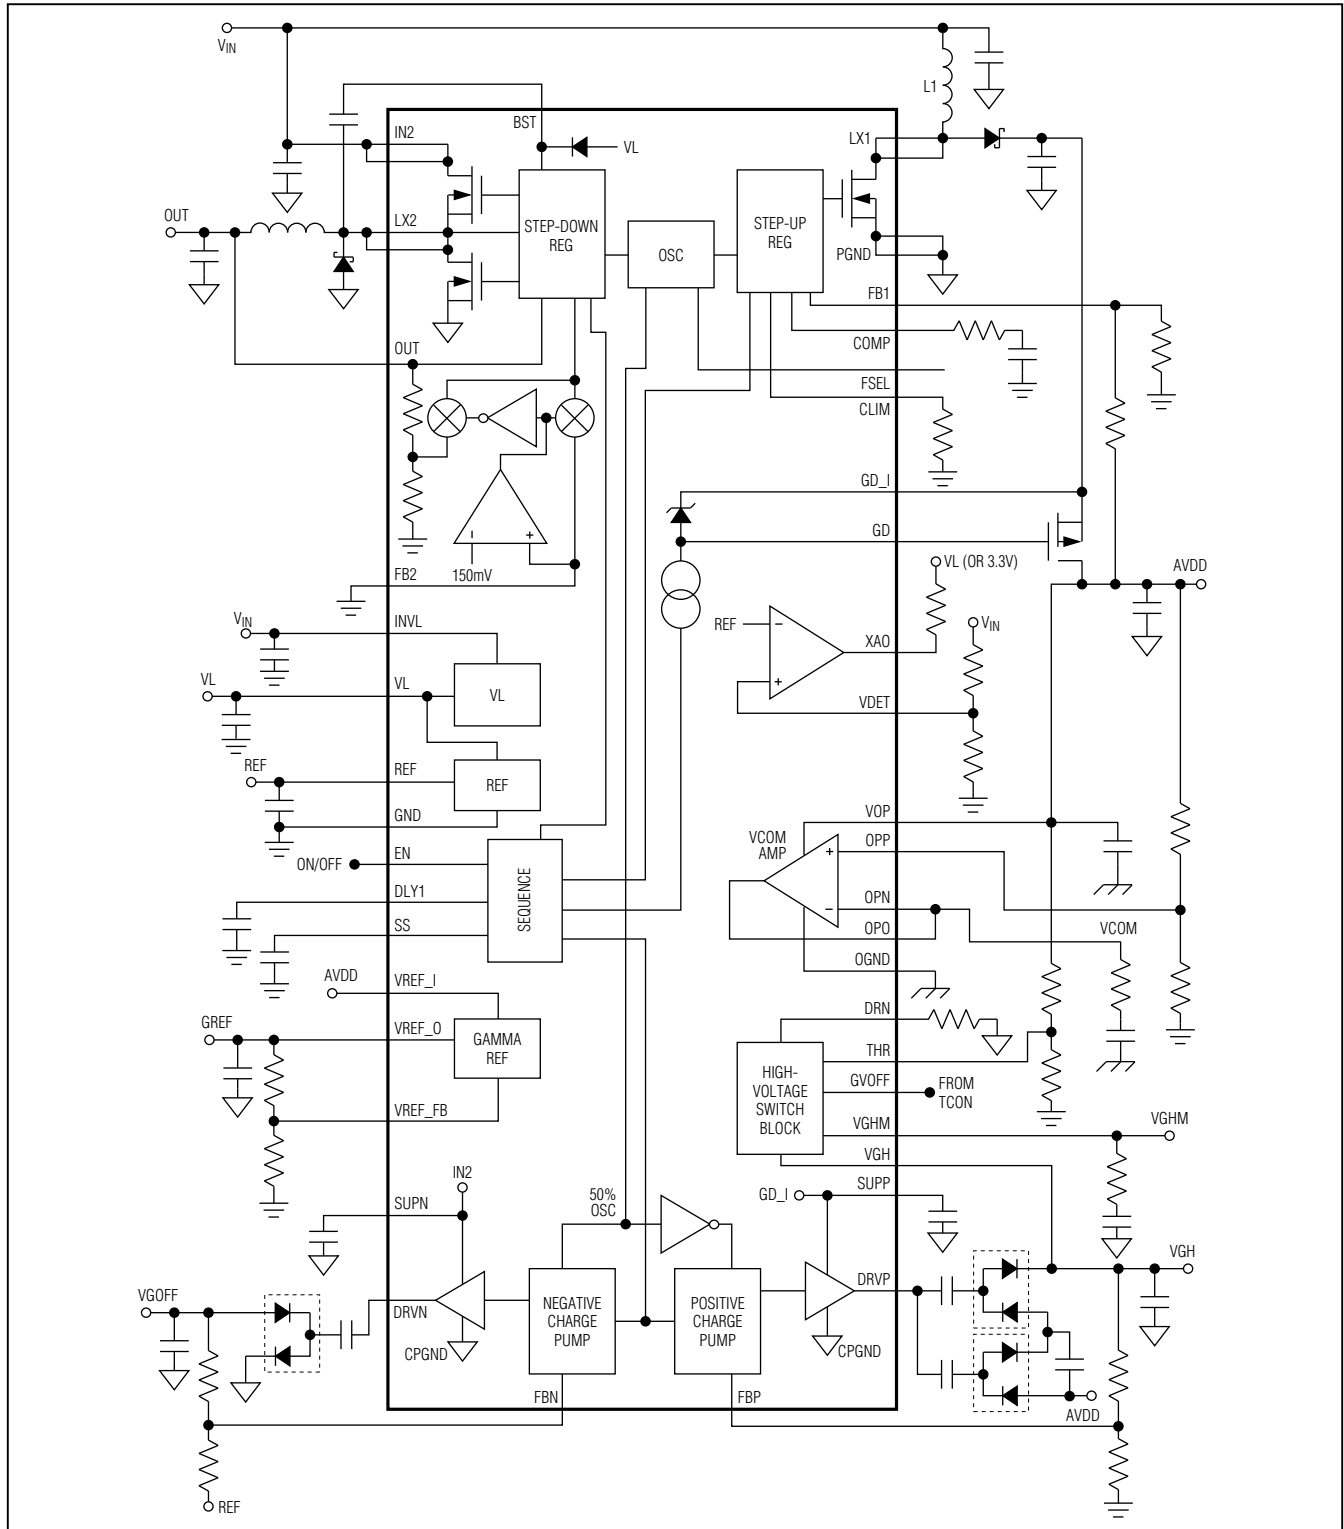 VIN
L1
IN2
BST
VL
LX1
OUT
LX2
STEP-DOWN
REG
OSC
STEP-UP
REG
PGND
FB1
OUT
COMP
FSEL
CLIM
GD_I
GD
150mV
FB2
VL (OR 3.3V)
AVDD
VIN
INVL
REF
XAO
VIN
VL
VL
VL
VDET
REF
REF
REF
GND
VOP
VCOM
AMP
OPP
ON/OFF
EN
SEQUENCE
DLY1
OPN
SS
OPO
VCOM
OGND
AVDD
VREF_I
DRN
GREF
VREF_O
GAMMA
REF
THR
HIGH-
VOLTAGE
SWITCH
BLOCK
GVOFF
FROM
TCON
VREF_FB
VGHM
VGHM
VGH
IN2
SUPN
50%
OSC
GD_I
SUPP
VGH
DRVP
VGOFF
DRVN
NEGATIVE
CHARGE
PUMP
POSITIVE
CHARGE
PUMP
CPGND
CPGND
FBN
FBP
AVDD
REF
+
−
+
−
+
−